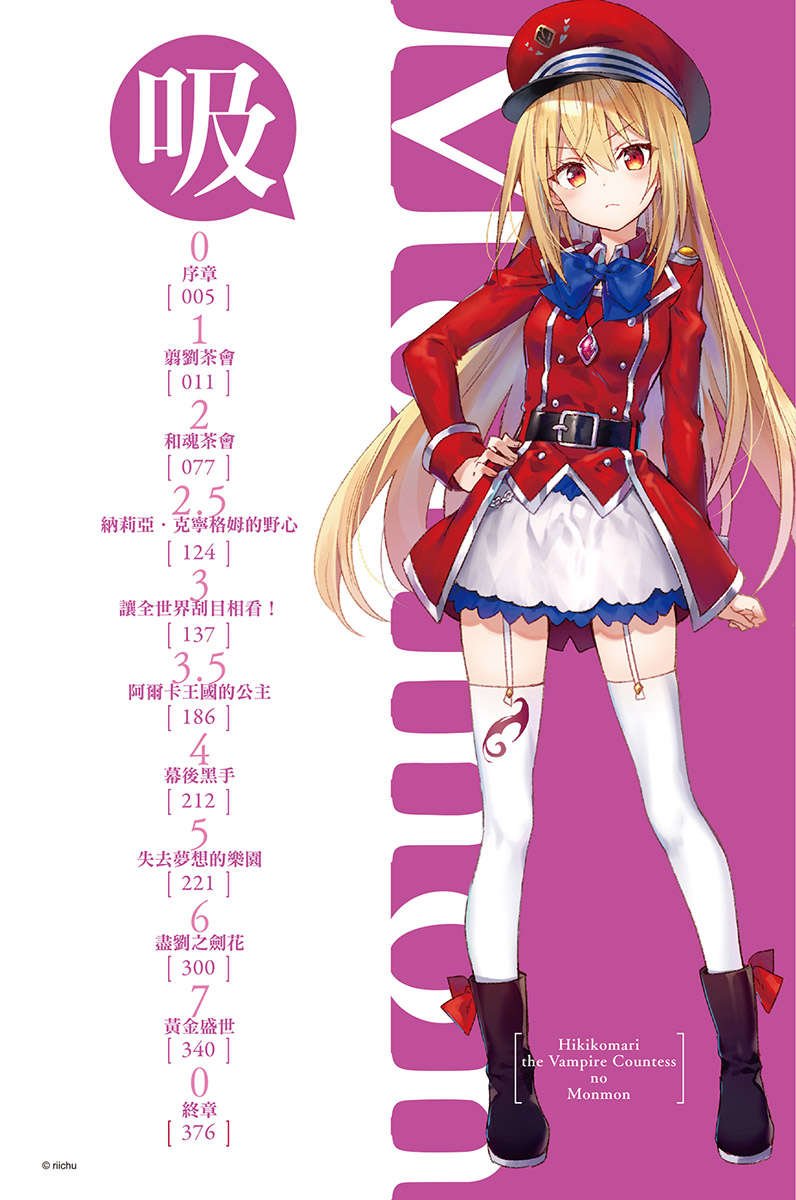 吸
0
序章
[ 005 ]
1
翦劉茶會
[ 011 ]
2
和魂茶會
[ 077 ]
2.5
納莉亞・克寧格姆的野心
[ 124 ]
3
讓全世界刮目相看！
[ 137 ]
3.5
阿爾卡王國的公主
[ 186 ]
4
幕後黑手
[ 212 ]
5
失去夢想的樂園
[ 221 ]
6
盡劉之劍花
[ 300 ]
7
黃金盛世
[ 340 ]
0
終章
[ 376 ]
Hikikomari
the Vampire Countess
no
Monmon
© riichu